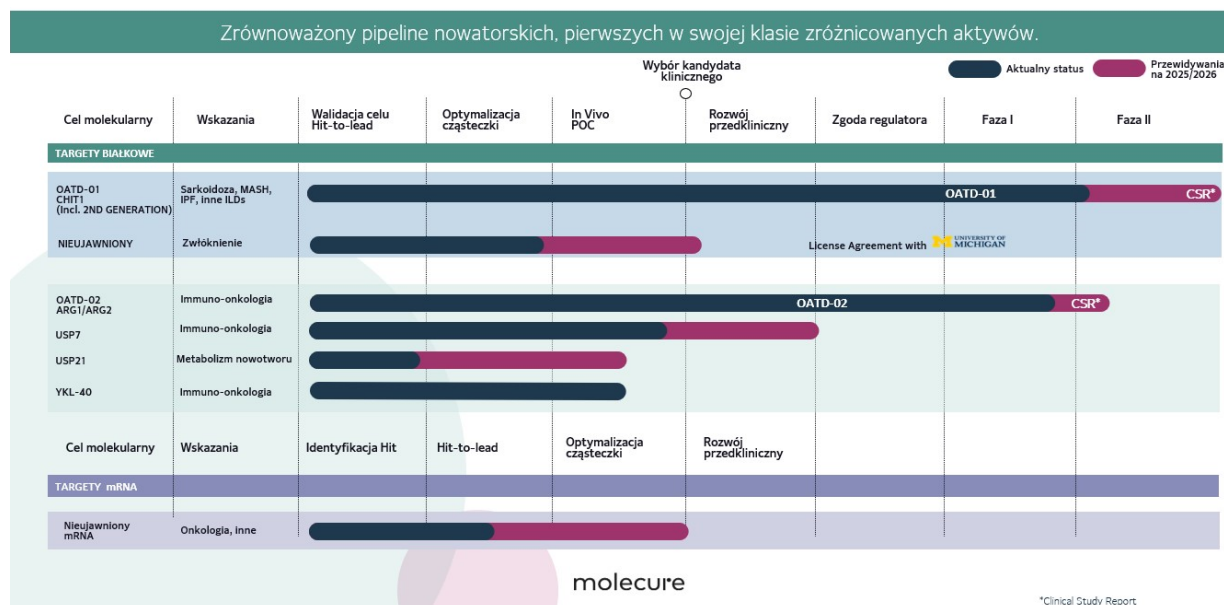 Zrównoważony pipeline nowatorskich, pierwszych w swojej klasie zróżnicowanych aktywów.
Wybór kandydata
klinicznego
Aktualny status
Przewidywania
na 2025/2026
Cel molekularny
Wskazania
Walidacja celu
Hit-to-lead
Optymalizacja
cząsteczki
In Vivo
POC
Rozwój
przedkliniczny
Zgoda regulatora
Faza I
Faza II
TARGETY BIAŁKOWE
OATD-01
CHIT1
(Incl. 2ND GENERATION)
Sarkoidoza, MASH,
IPF, inne ILDs
OATD-01
CSR*
NIEUJAWNIONY
Zwłóknienie
License Agreement with
UNIVERSITY OF
MICHIGAN
OATD-02
ARG1/ARG2
Immuno-onkologia
OATD-02
CSR*
USP7
Immuno-onkologia
USP21
Metabolizm nowotworu
YKL-40
Immuno-onkologia
Cel molekularny
Wskazania
Identyfikacja Hit
Hit-to-lead
Optymalizacja
cząsteczki
Rozwój
przedkliniczny
TARGETY mRNA
Nieujawniony
mRNA
Onkologia, inne
molecure
*Clinical Study Report